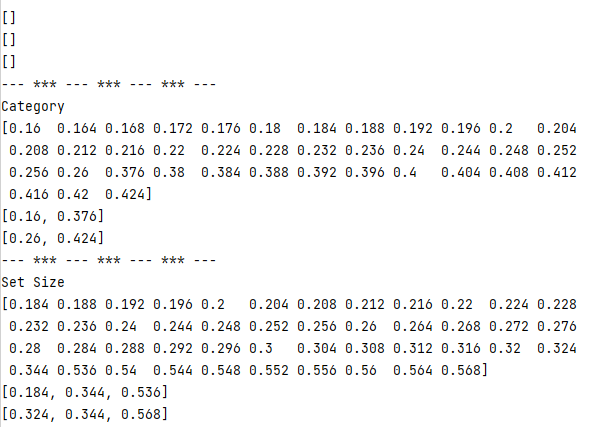 []
[]
[]
--- *** --- *** --- *** ---
Category
[0.16  0.164 0.168 0.172 0.176 0.18  0.184 0.188 0.192 0.196 0.2   0.204
 0.208 0.212 0.216 0.22  0.224 0.228 0.232 0.236 0.24  0.244 0.248 0.252
 0.256 0.26  0.376 0.38  0.384 0.388 0.392 0.396 0.4   0.404 0.408 0.412
 0.416 0.42  0.424]
[0.16, 0.376]
[0.26, 0.424]
--- *** --- *** --- *** ---
Set Size
[0.184 0.188 0.192 0.196 0.2   0.204 0.208 0.212 0.216 0.22  0.224 0.228
 0.232 0.236 0.24  0.244 0.248 0.252 0.256 0.26  0.264 0.268 0.272 0.276
 0.28  0.284 0.288 0.292 0.296 0.3   0.304 0.308 0.312 0.316 0.32  0.324
 0.344 0.536 0.54  0.544 0.548 0.552 0.556 0.56  0.564 0.568]
[0.184, 0.344, 0.536]
[0.324, 0.344, 0.568]